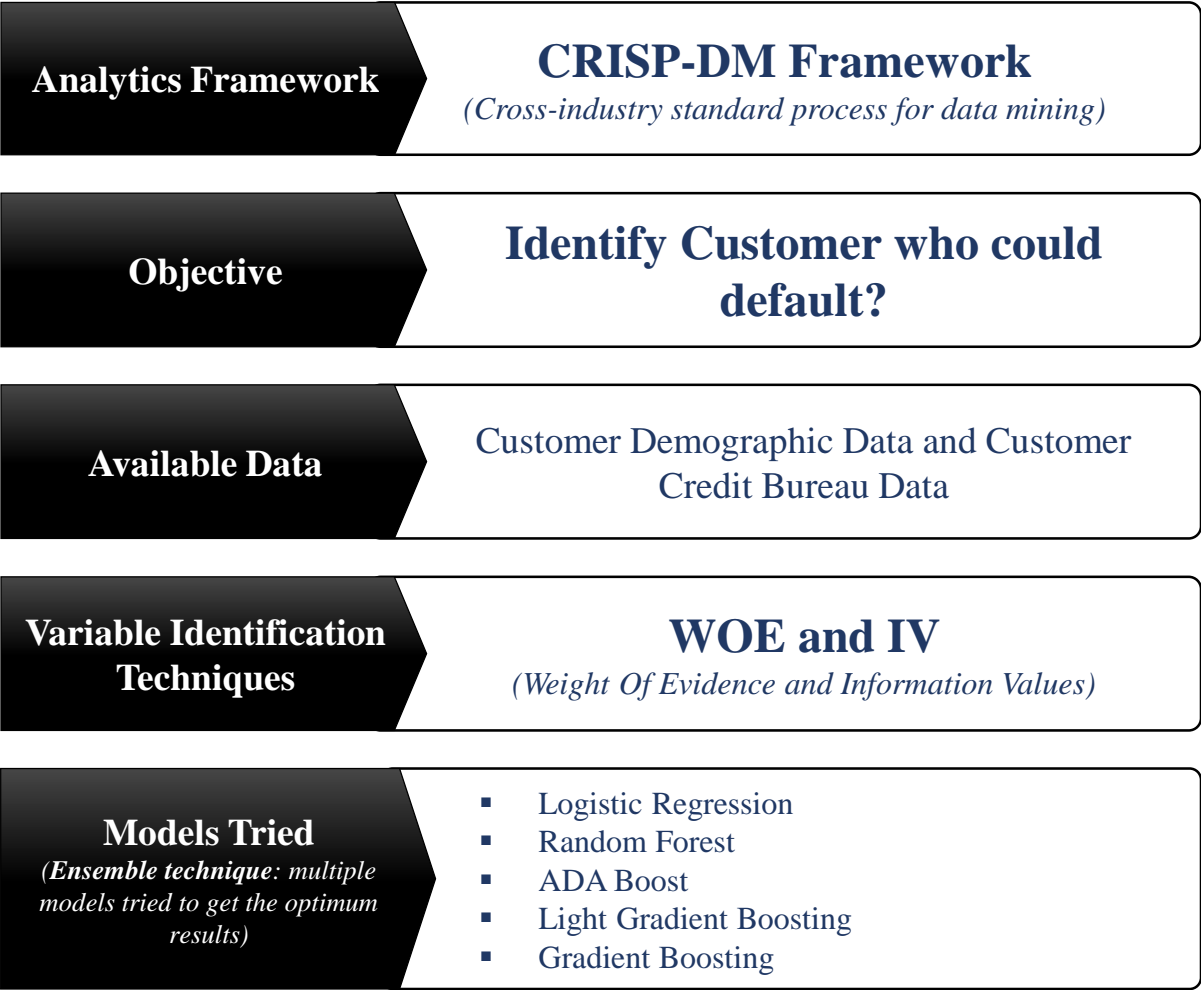 Analytics Framework
CRISP-DM Framework
(Cross-industry standard process for data mining)
Objective
Identify Customer who could
default?
Available Data
Customer Demographic Data and Customer
Credit Bureau Data
Variable Identification
Techniques
WOE and IV
(Weight Of Evidence and Information Values)
Models Tried
(Ensemble technique: multiple
models tried to get the optimum
results)
▪ Logistic Regression
▪ Random Forest
▪ ADA Boost
▪ Light Gradient Boosting
▪ Gradient Boosting